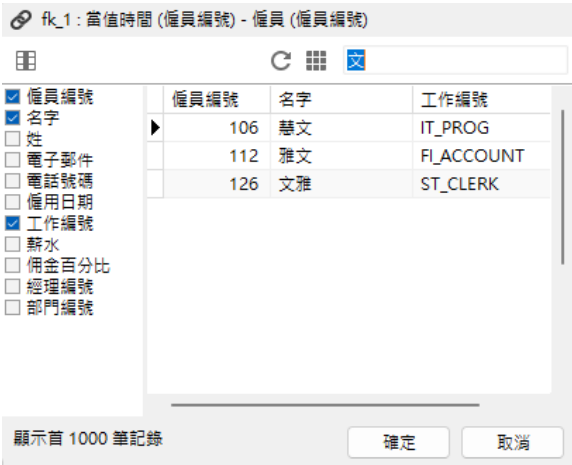 fk_1 : 當值時間 (僱員編號) - 僱員 (僱員編號)
文
僱員編號
名字
姓
電子郵件
電話號碼
僱用日期
工作編號
薪水
佣金百分比
經理編號
部門編號
僱員編號 名字 工作編號
106 慧文 IT_PROG
112 雅文 FI_ACCOUNT
126 文雅 ST_CLERK
顯示首 1000 筆記錄
確定 取消